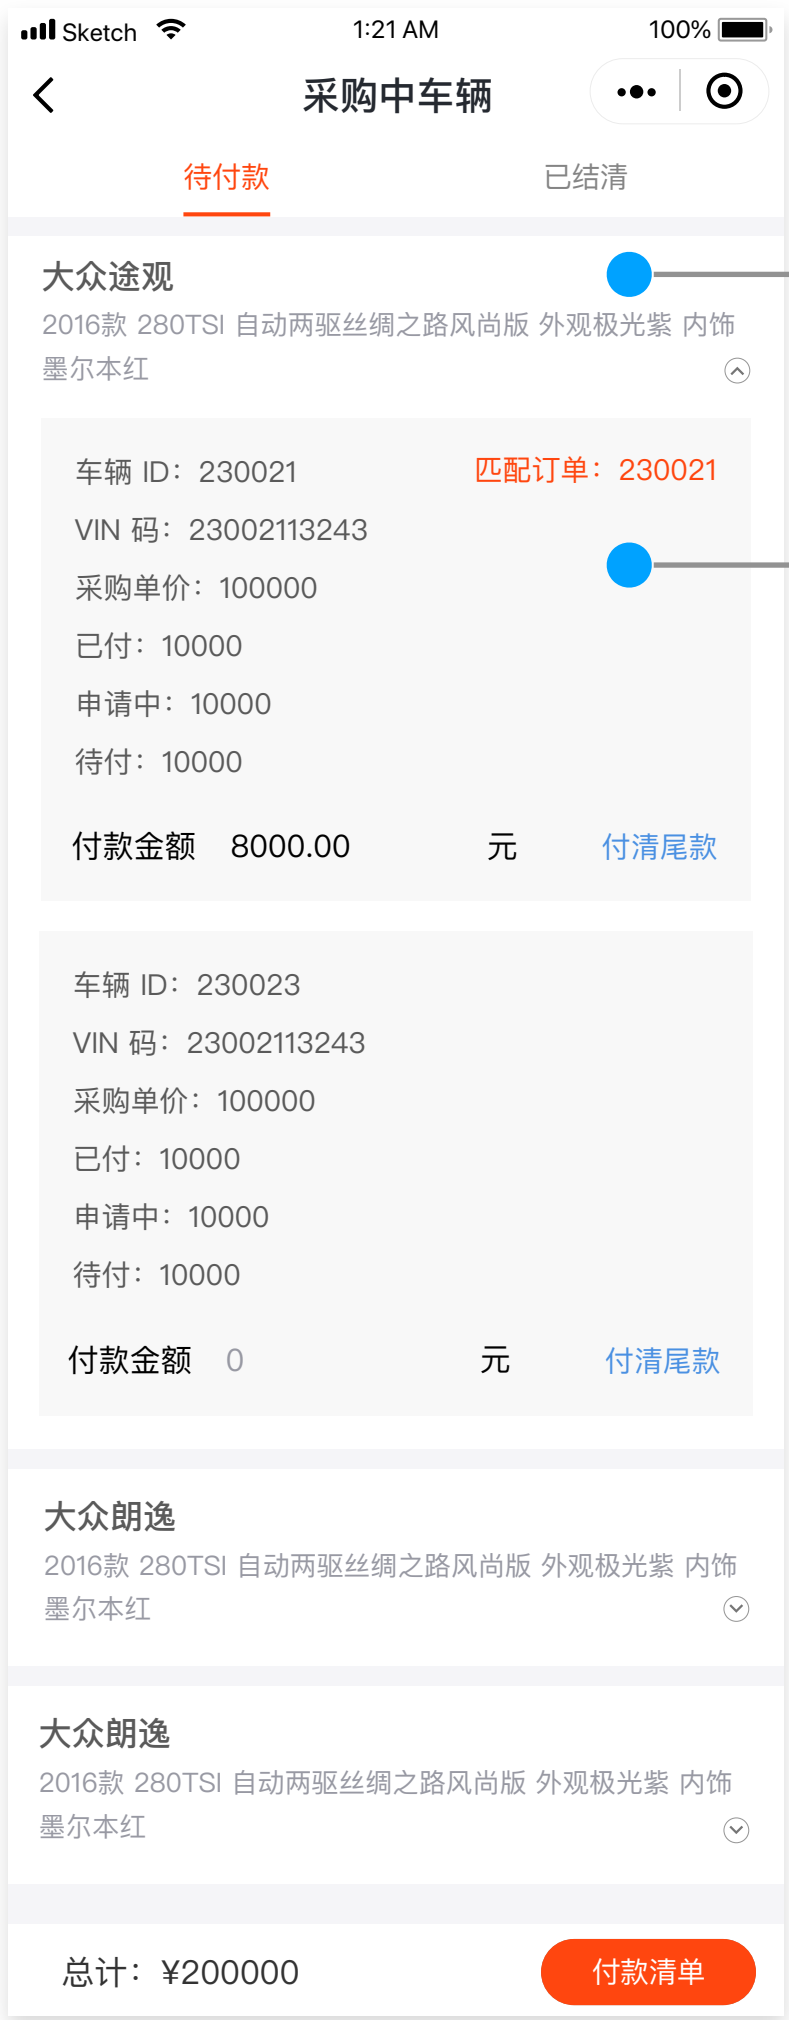 Sketch 1:21 AM 100%
采购中车辆
待付款 已结清
大众途观
2016款 280TSI 自动两驱丝绸之路风尚版 外观极光紫 内饰
墨尔本红
车辆 ID：230021 匹配订单：230021
VIN 码：23002113243
采购单价：100000
已付：10000
申请中：10000
待付：10000
付款金额 8000.00 元 付清尾款
车辆 ID：230023
VIN 码：23002113243
采购单价：100000
已付：10000
申请中：10000
待付：10000
付款金额 0 元 付清尾款
大众朗逸
2016款 280TSI 自动两驱丝绸之路风尚版 外观极光紫 内饰
墨尔本红
大众朗逸
2016款 280TSI 自动两驱丝绸之路风尚版 外观极光紫 内饰
墨尔本红
总计：¥200000 付款清单